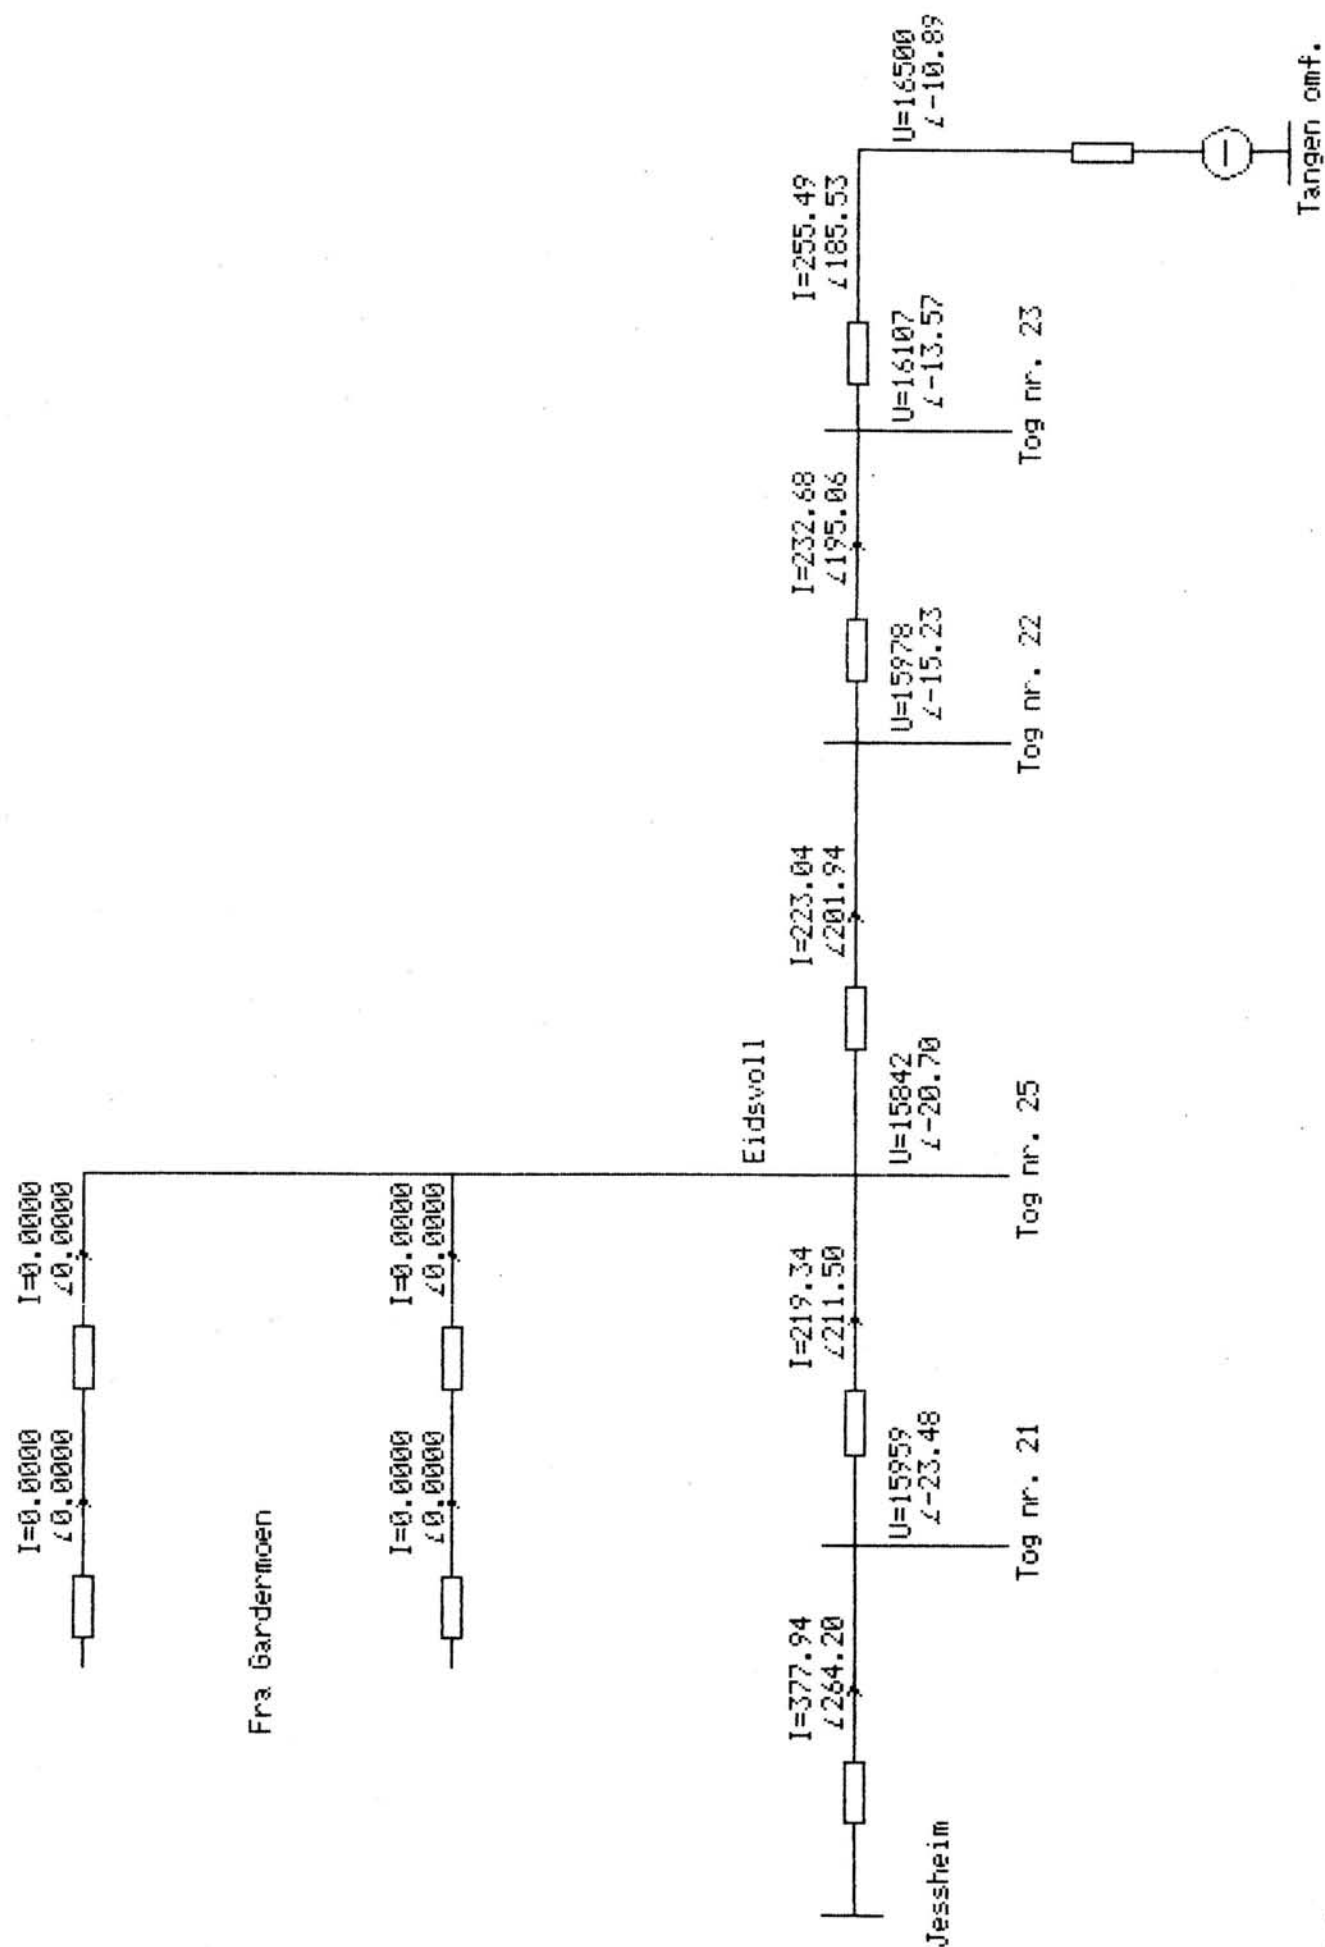 I=0.0000
∠0.0000
I=0.0000
∠0.0000
Fra Gardermoen
I=0.0000
∠0.0000
I=0.0000
∠0.0000
Eidsvoll
I=377.94
∠264.20
I=219.34
∠211.50
I=223.04
∠201.94
I=232.68
∠195.06
I=255.49
∠185.53
Jessheim
U=15959
∠-23.48
U=15842
∠-20.70
U=15978
∠-15.23
U=16107
∠-13.57
U=16500
∠-10.89
Tog nr. 21
Tog nr. 25
Tog nr. 22
Tog nr. 23
Tangen omf.